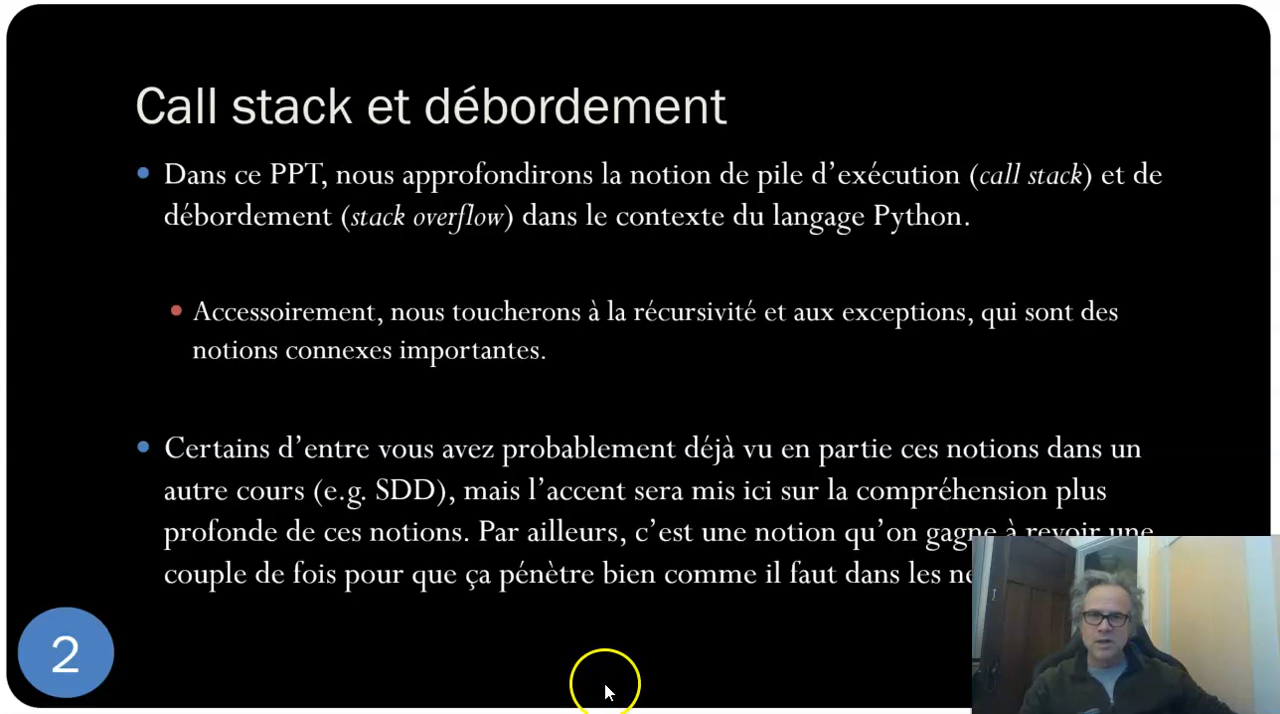 Call stack et débordement
Dans ce PPT, nous approfondirons la notion de pile d’exécution (call stack) et de
débordement (stack overflow) dans le contexte du langage Python.
Accessoirement, nous toucherons à la récursivité et aux exceptions, qui sont des
notions connexes importantes.
Certains d’entre vous avez probablement déjà vu en partie ces notions dans un
autre cours (e.g. SDD), mais l’accent sera mis ici sur la compréhension plus
profonde de ces notions. Par ailleurs, c’est une notion qu’on gagne à revoir une
couple de fois pour que ça pénètre bien comme il faut dans les
2